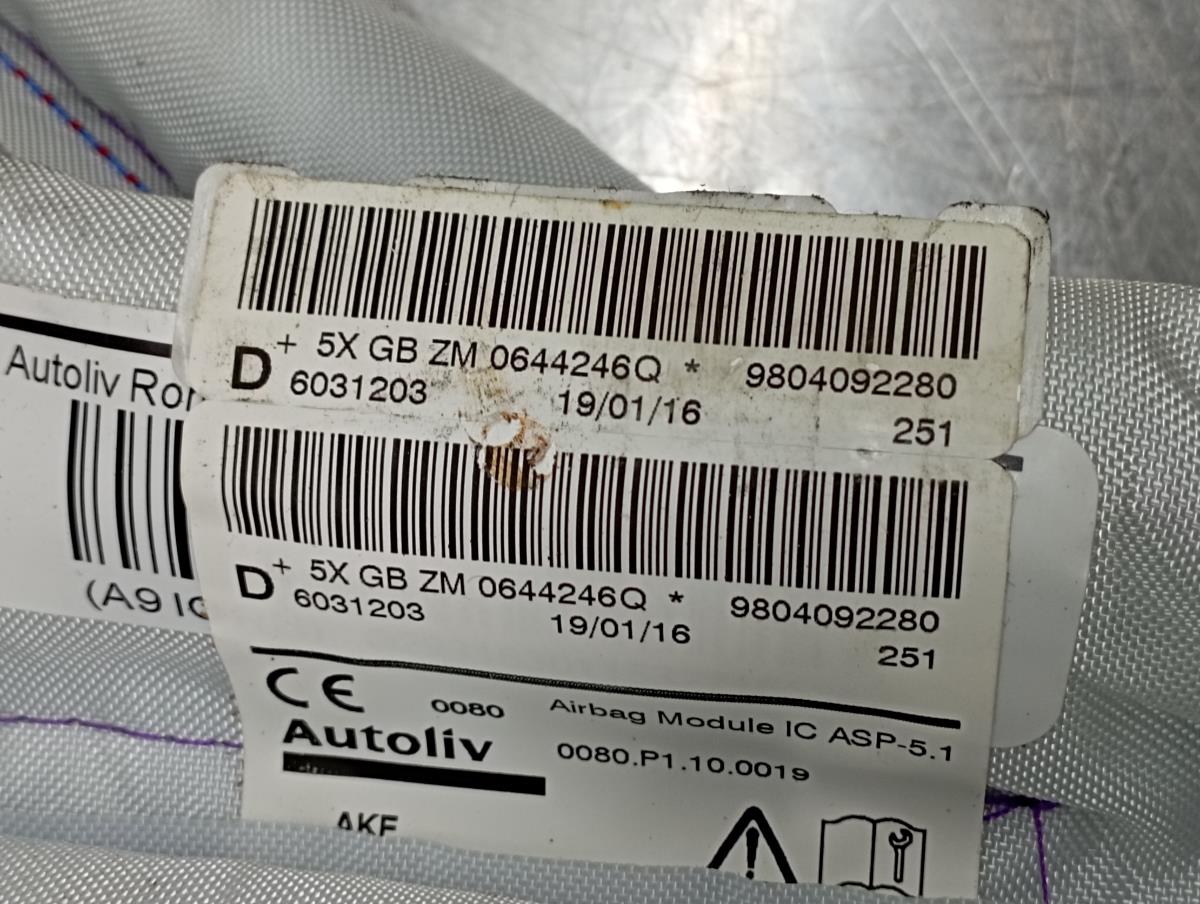 D + 5X GB ZM 0644246Q * 9804092280
6031203 19/01/16 251
Autoliv
D + 5X GB ZM 0644246Q * 9804092280
6031203 19/01/16 251
(A9
CE 0080 Airbag Module IC ASP-5.1
Autoliv 0080.P1.10.0019